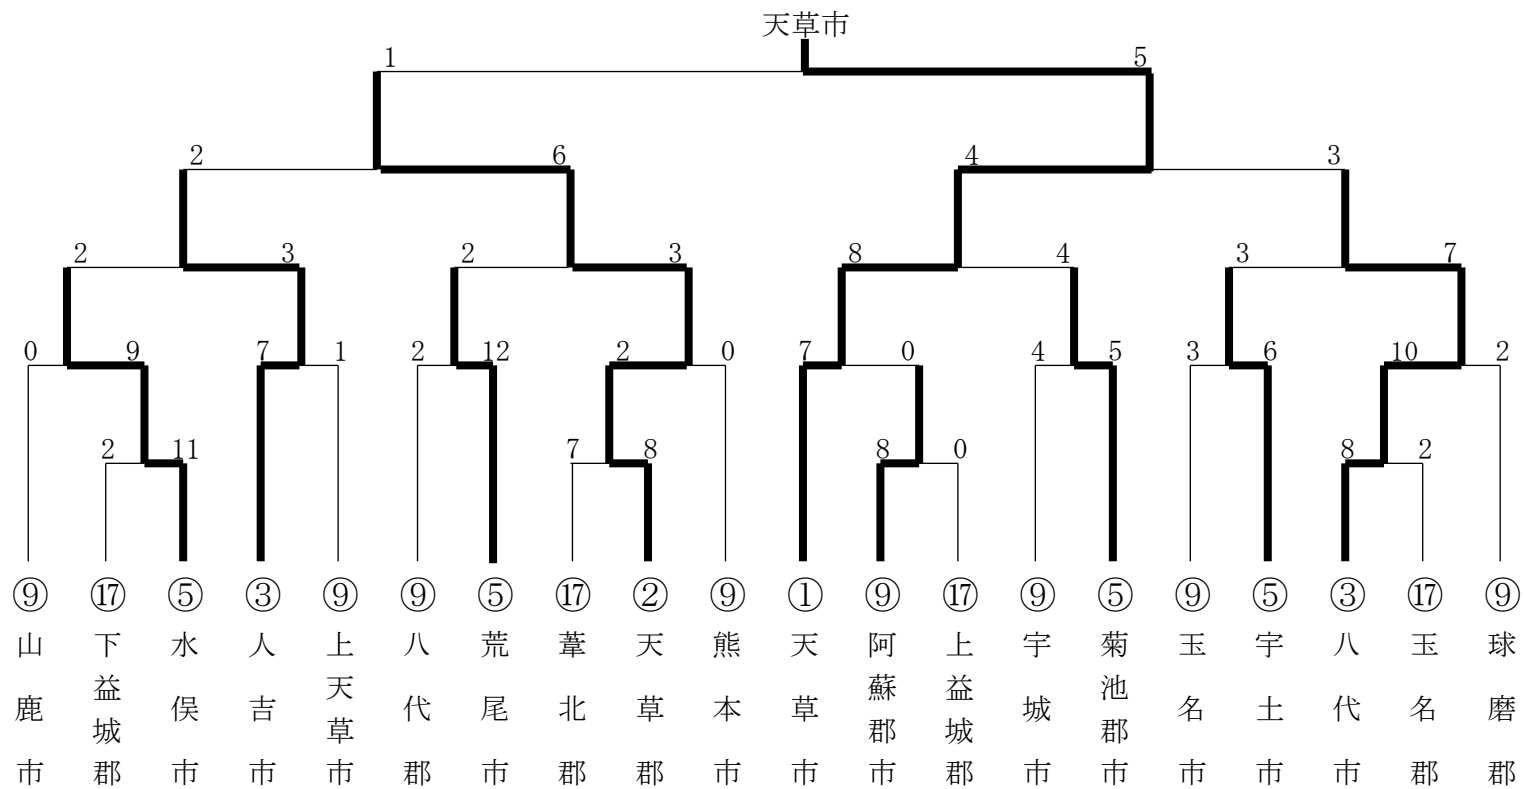 天草市
1 5
2 6 4 3
2 3 2 3 8 4 3 7
0 9 7 1 2 12 2 0 7 0 4 5 3 6 10 2
2 11 7 8 8 0 8 2
⑨ ⑰ ⑤ ③ ⑨ ⑨ ⑤ ⑰ ② ⑨ ① ⑨ ⑰ ⑨ ⑤ ⑨ ⑤ ③ ⑰ ⑨
山鹿市
下益城郡
水俣市
人吉市
上天草市
八代郡
荒尾市
葦北郡
天草郡
熊本市
天草市
阿蘇郡市
上益城郡
宇城市
菊池郡市
玉名市
宇土市
八代市
玉名郡
球磨郡